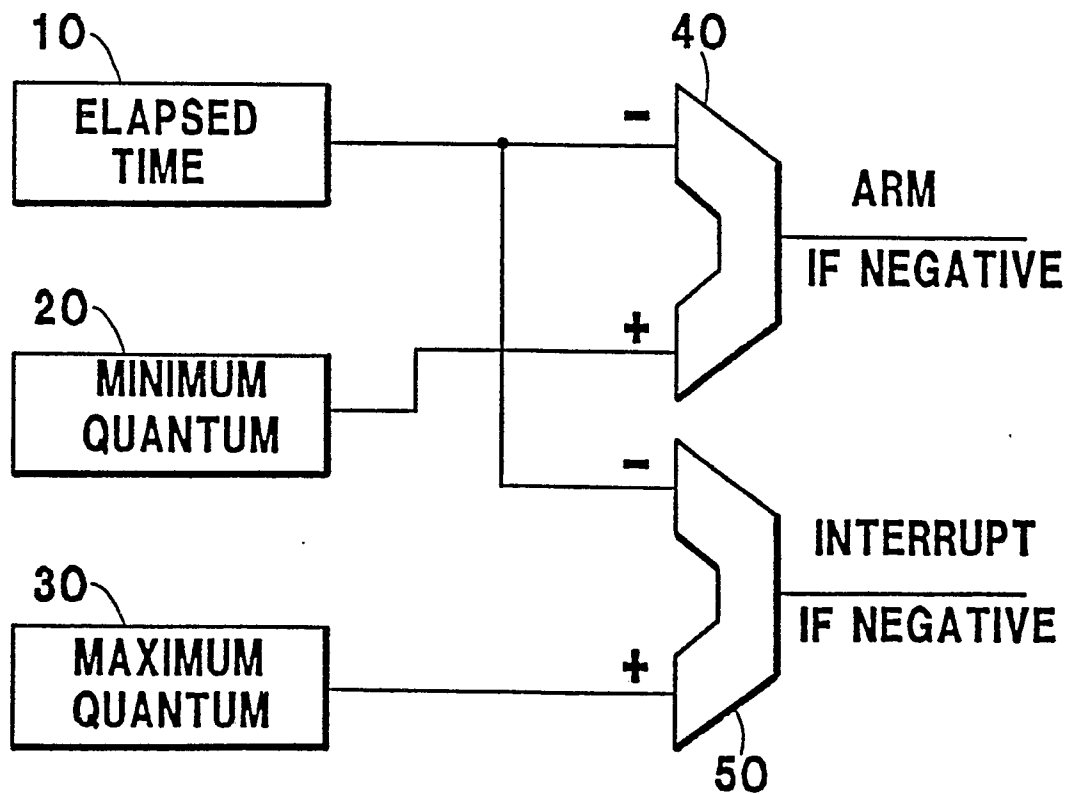 10
ELAPSED
TIME
40
−
ARM
IF NEGATIVE
20
MINIMUM
QUANTUM
+
−
INTERRUPT
IF NEGATIVE
30
MAXIMUM
QUANTUM
+
50